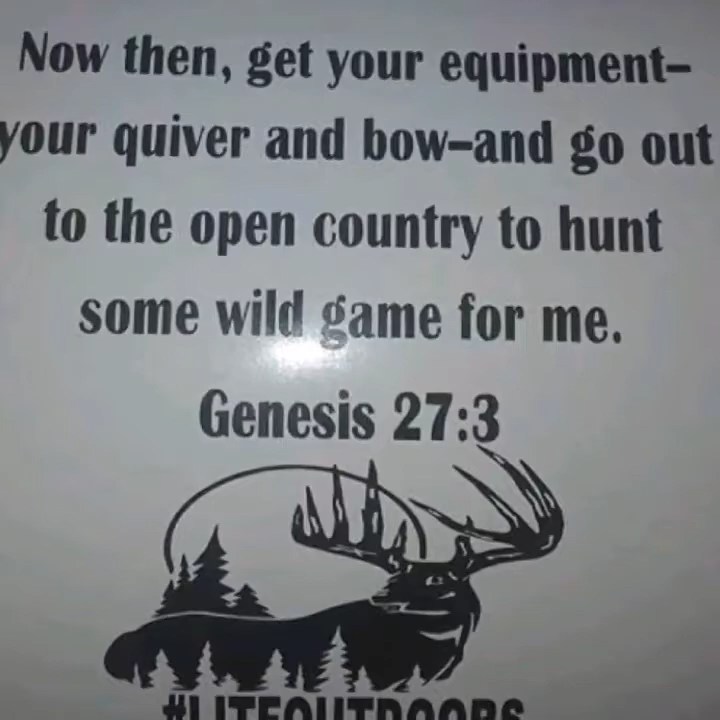 Now then, get your equipment–
your quiver and bow–and go out
to the open country to hunt
some wild game for me.
Genesis 27:3
#LITEOUTDOORS